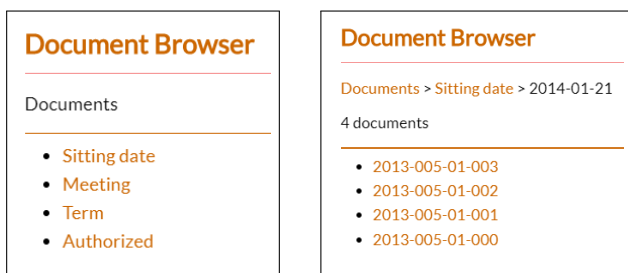 Document Browser
Documents
Sitting date
Meeting
Term
Authorized
Document Browser
Documents > Sitting date > 2014-01-21
4 documents
2013-005-01-003
2013-005-01-002
2013-005-01-001
2013-005-01-000